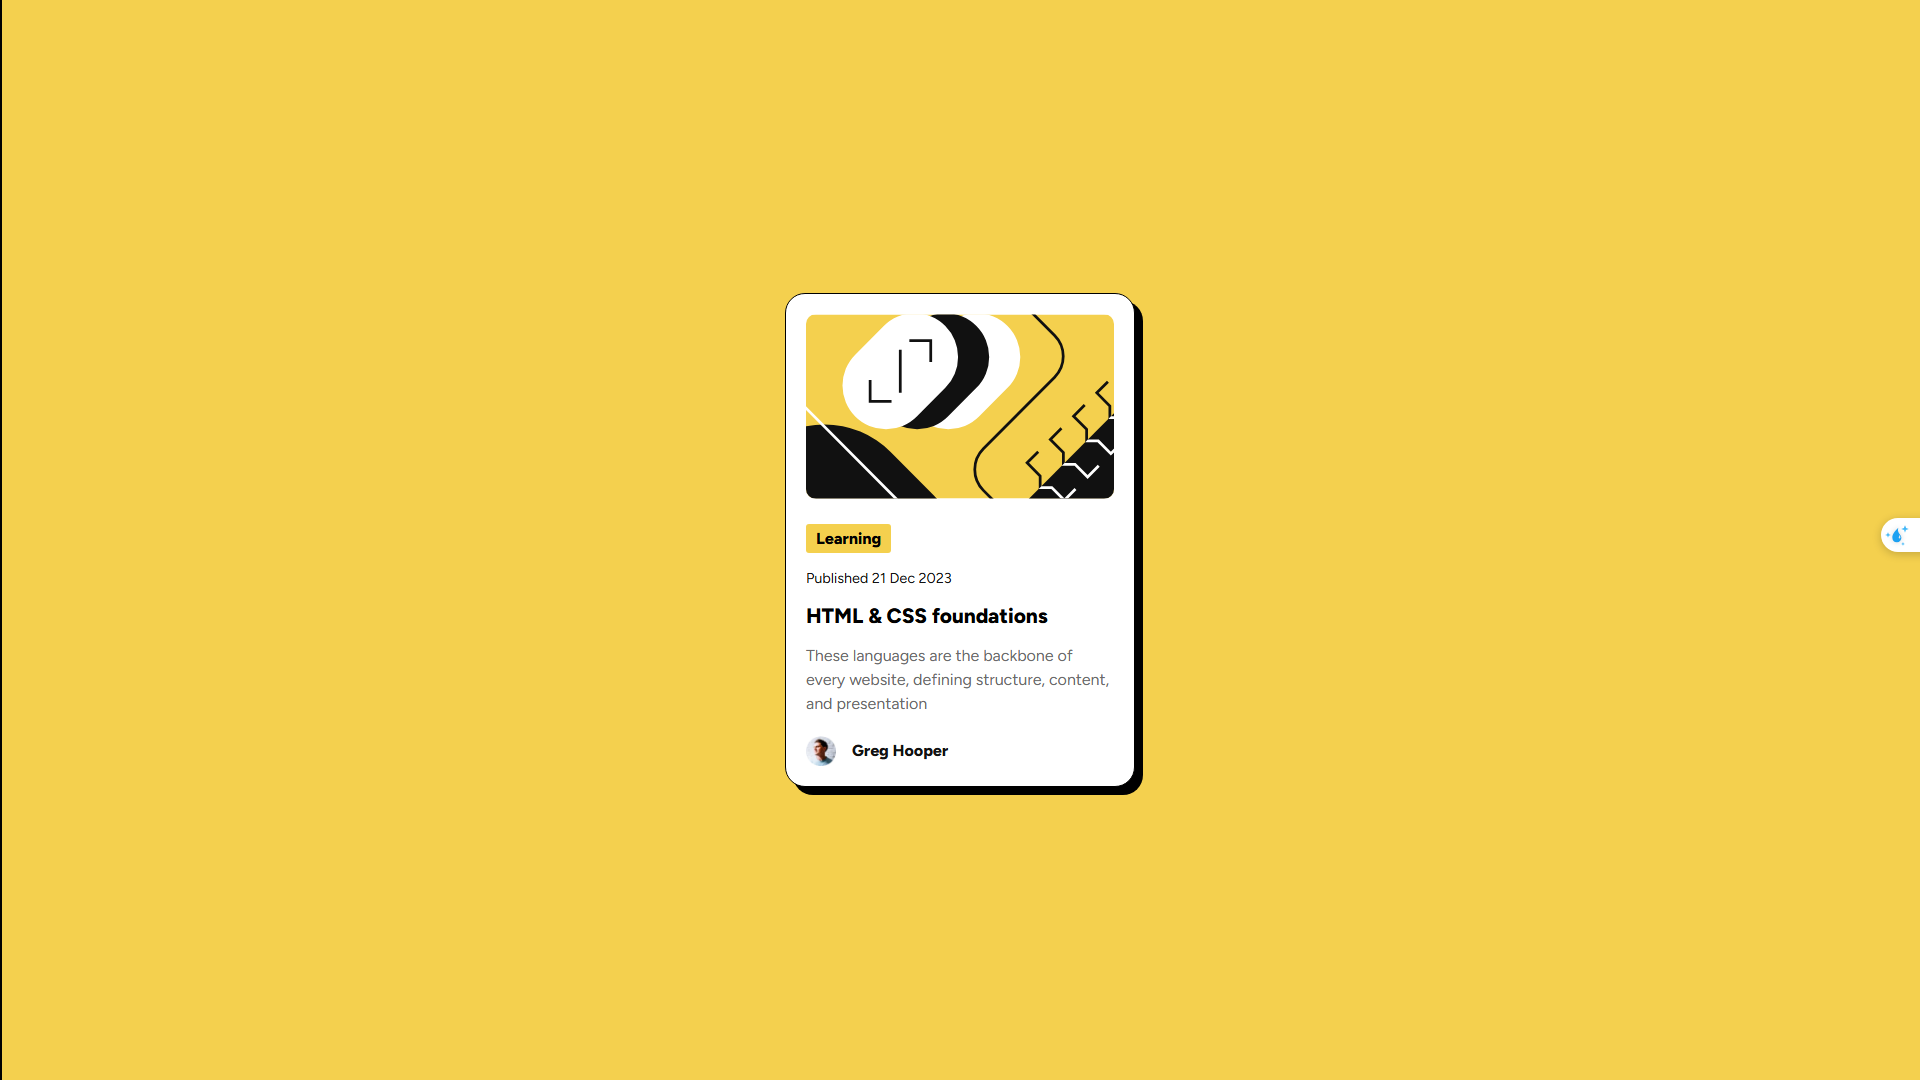 Learning
Published 21 Dec 2023
HTML & CSS foundations
These languages are the backbone of
every website, defining structure, content,
and presentation
Greg Hooper